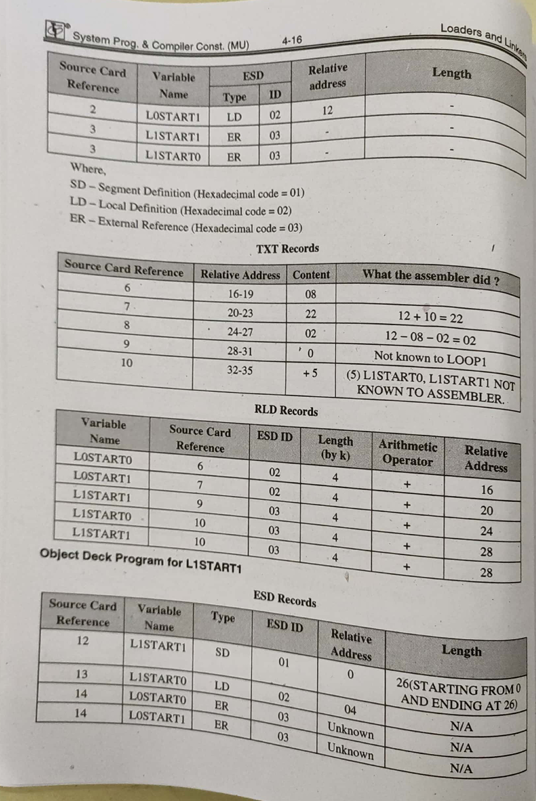 System Prog. & Compiler Const. (MU) 4-16 Loaders and Linkers
Source Card Reference Variable Name ESD Type ID Relative address Length
2 L0START1 LD 02 12 -
3 L1START1 ER 03 - -
3 L1START0 ER 03 - -
Where,
SD – Segment Definition (Hexadecimal code = 01)
LD – Local Definition (Hexadecimal code = 02)
ER – External Reference (Hexadecimal code = 03)
TXT Records
Source Card Reference Relative Address Content What the assembler did ?
6 16-19 08
7 20-23 22 12 + 10 = 22
8 24-27 02 12 – 08 – 02 = 02
9 28-31 0 Not known to LOOP1
10 32-35 + 5 (5) L1START0, L1START1 NOT
KNOWN TO ASSEMBLER.
RLD Records
Variable Name Source Card Reference ESD ID Length (by k) Arithmetic Operator Relative Address
L0START0 6 02 4 + 16
L0START1 7 02 4 + 20
L1START1 9 03 4 + 24
L1START0 10 03 4 + 28
L1START1 10 03 4 + 28
Object Deck Program for L1START1
ESD Records
Source Card Reference Variable Name Type ESD ID Relative Address Length
12 L1START1 SD 01 0 26(STARTING FROM 0
AND ENDING AT 26)
13 L1START0 LD 02 04 N/A
14 L0START0 ER 03 Unknown N/A
14 L0START1 ER 03 Unknown N/A